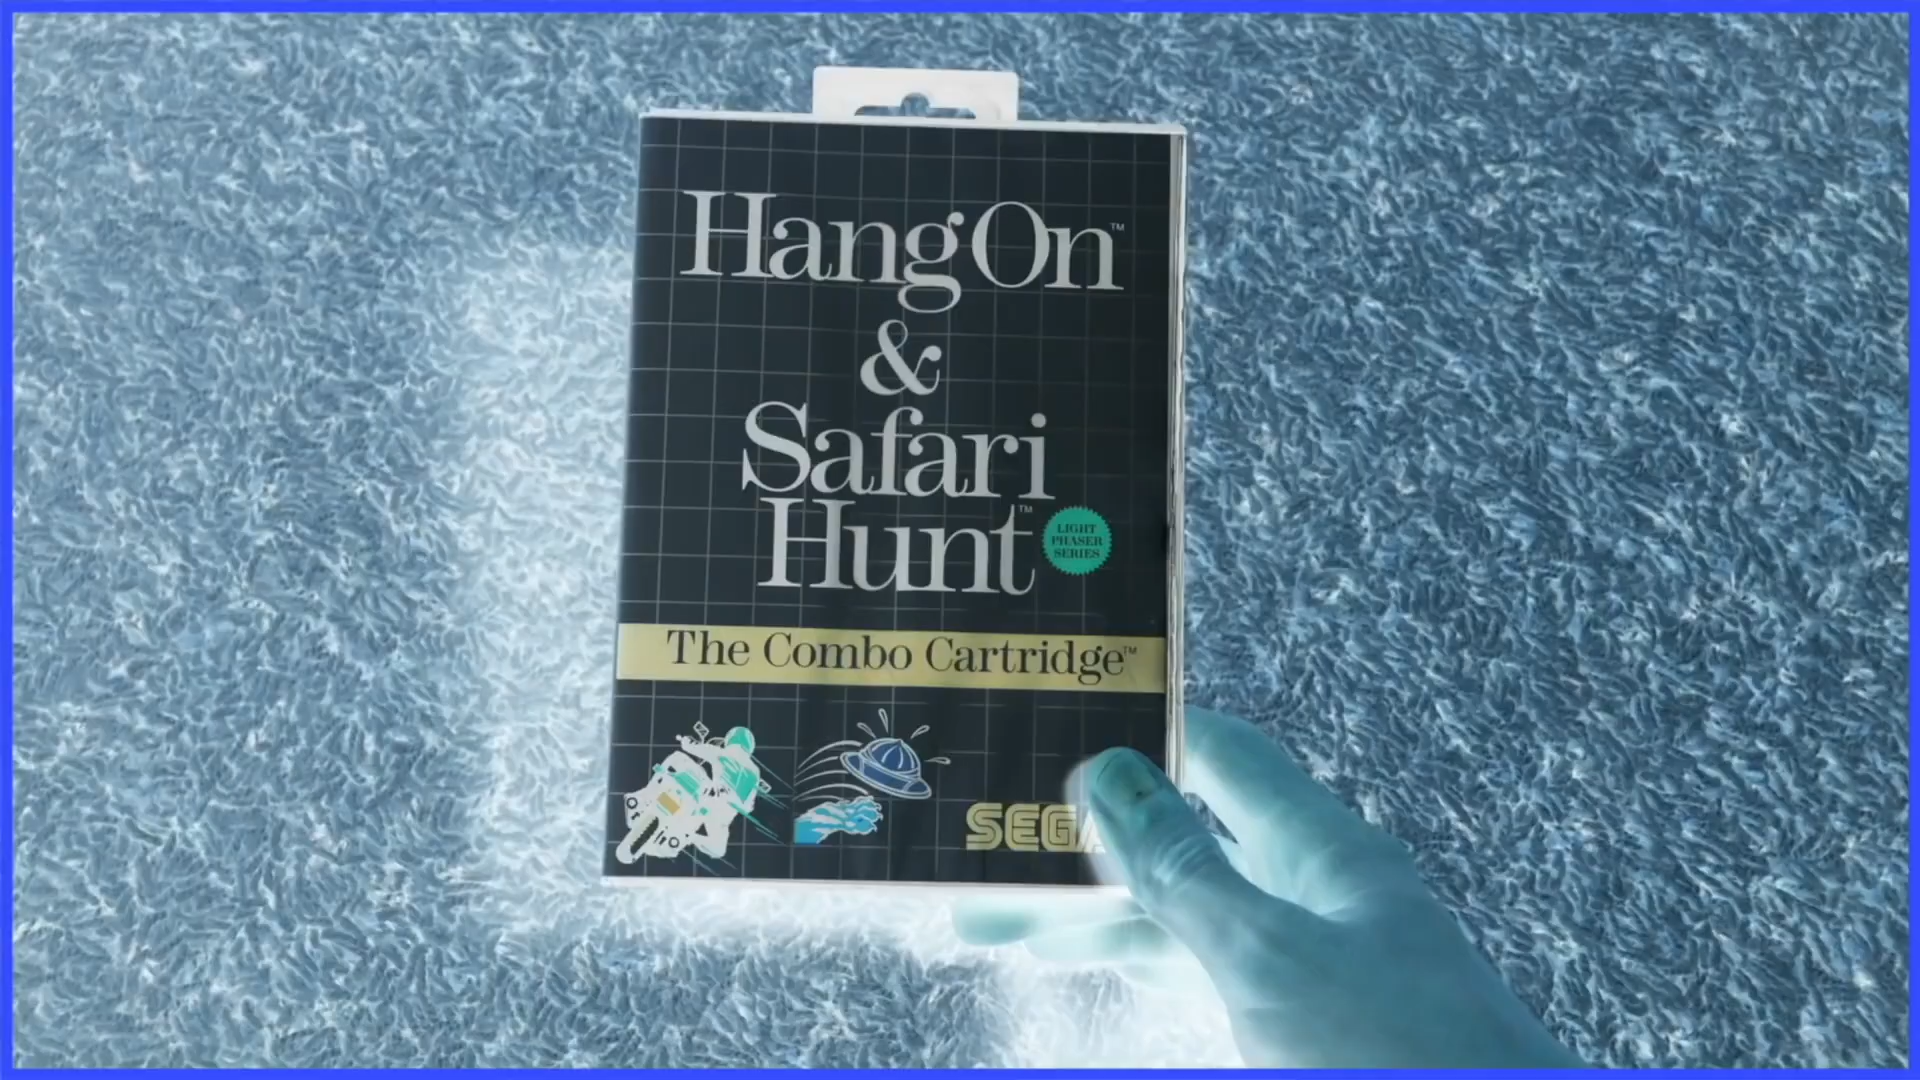 Hang On™
&
Safari
Hunt™
LIGHT
PHASER
SERIES
The Combo Cartridge™
SEGA